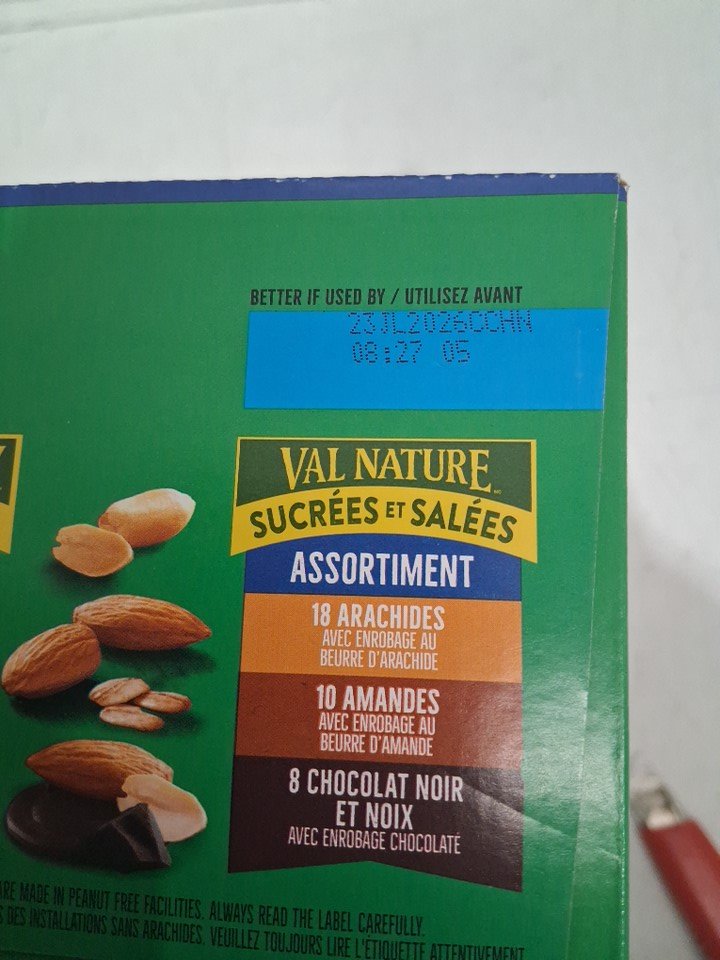 BETTER IF USED BY / UTILISEZ AVANT
23JL2026CCHN
08:27 05
VAL NATURE
SUCRÉES ET SALÉES
ASSORTIMENT
18 ARACHIDES
AVEC ENROBAGE AU
BEURRE D'ARACHIDE
10 AMANDES
AVEC ENROBAGE AU
BEURRE D'AMANDE
8 CHOCOLAT NOIR
ET NOIX
AVEC ENROBAGE CHOCOLATÉ
MADE IN PEANUT FREE FACILITIES. ALWAYS READ THE LABEL CAREFULLY.
DES INSTALLATIONS SANS ARACHIDES, VEUILLEZ TOUJOURS LIRE L'ÉTIQUETTE ATTENTIVEMENT